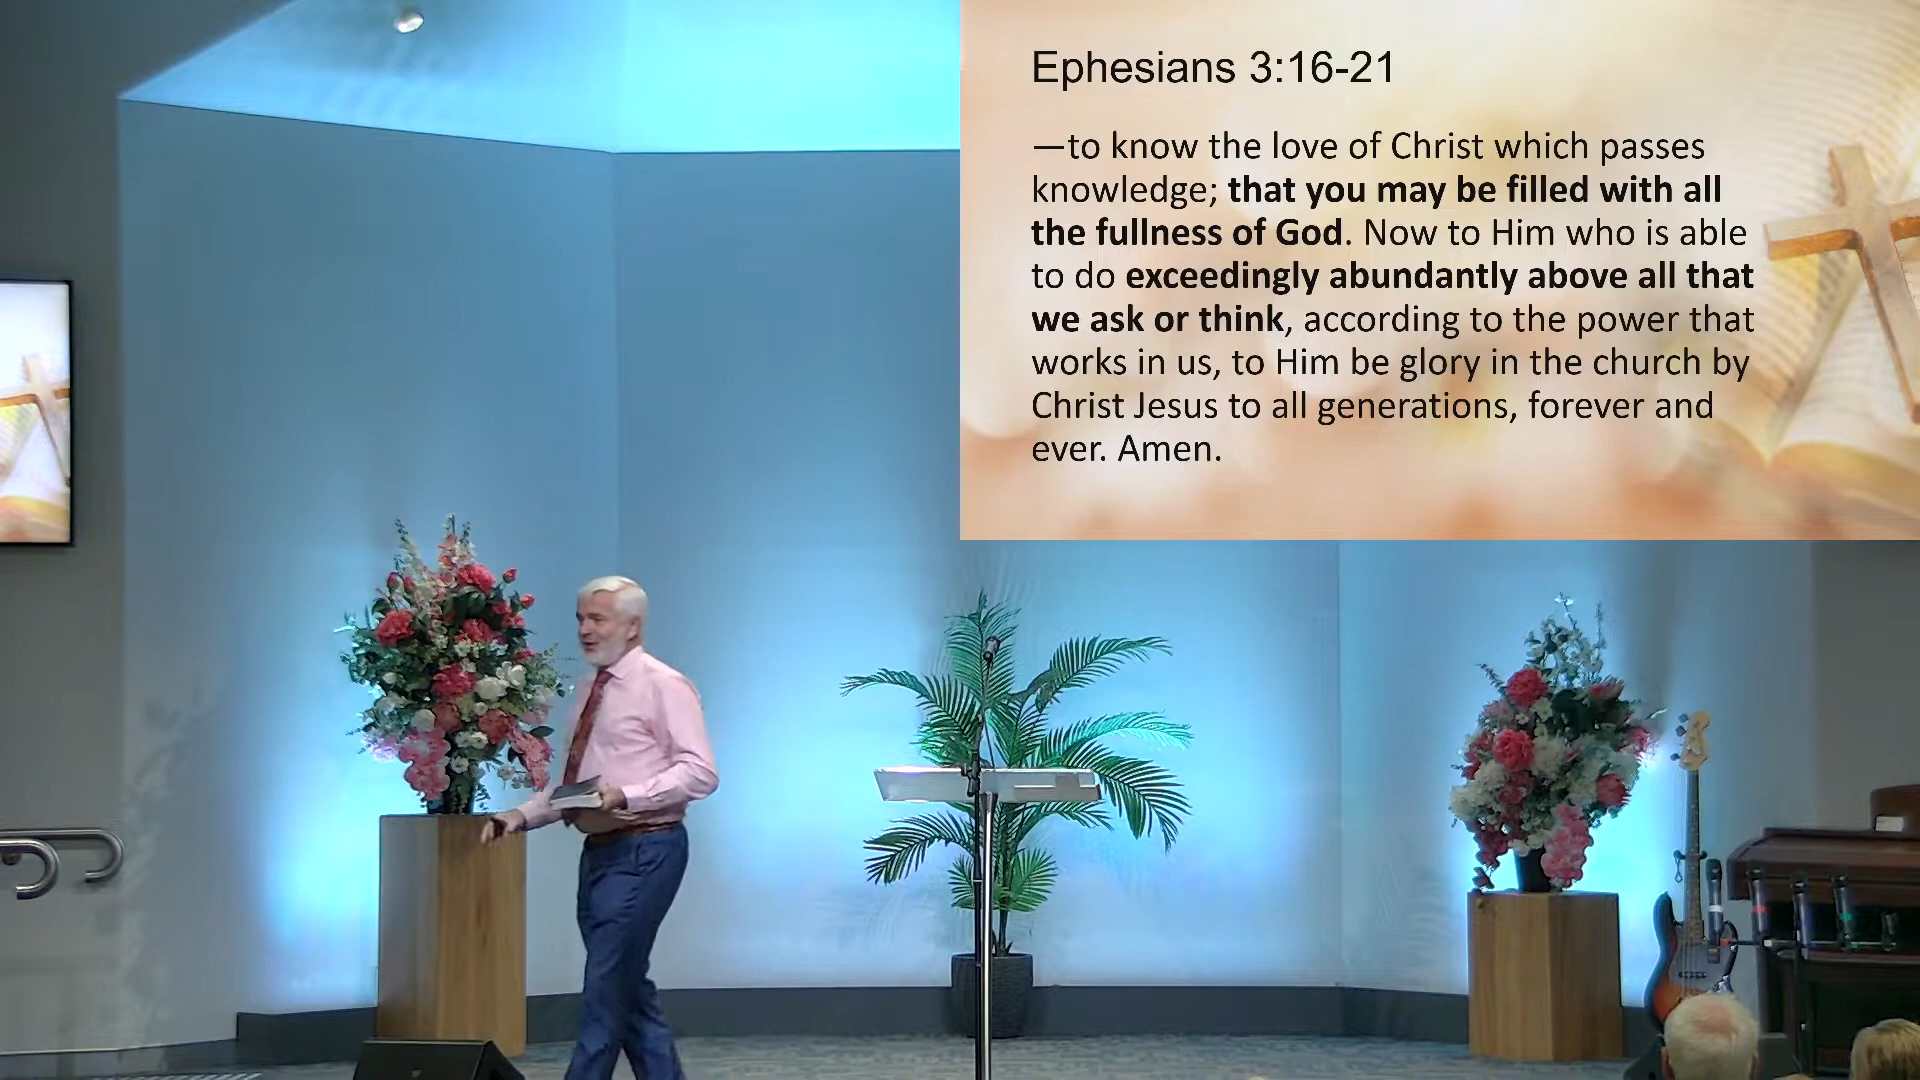 Ephesians 3:16-21
—to know the love of Christ which passes
knowledge; that you may be filled with all
the fullness of God. Now to Him who is able
to do exceedingly abundantly above all that
we ask or think, according to the power that
works in us, to Him be glory in the church by
Christ Jesus to all generations, forever and
ever. Amen.